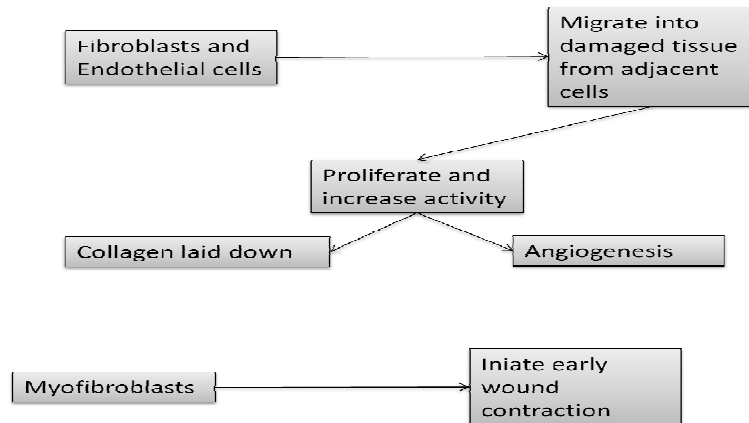 Fibroblasts and
Endothelial cells
Migrate into
damaged tissue
from adjacent
cells
Proliferate and
increase activity
Collagen laid down
Angiogenesis
Myofibroblasts
Iniate early
wound
contraction